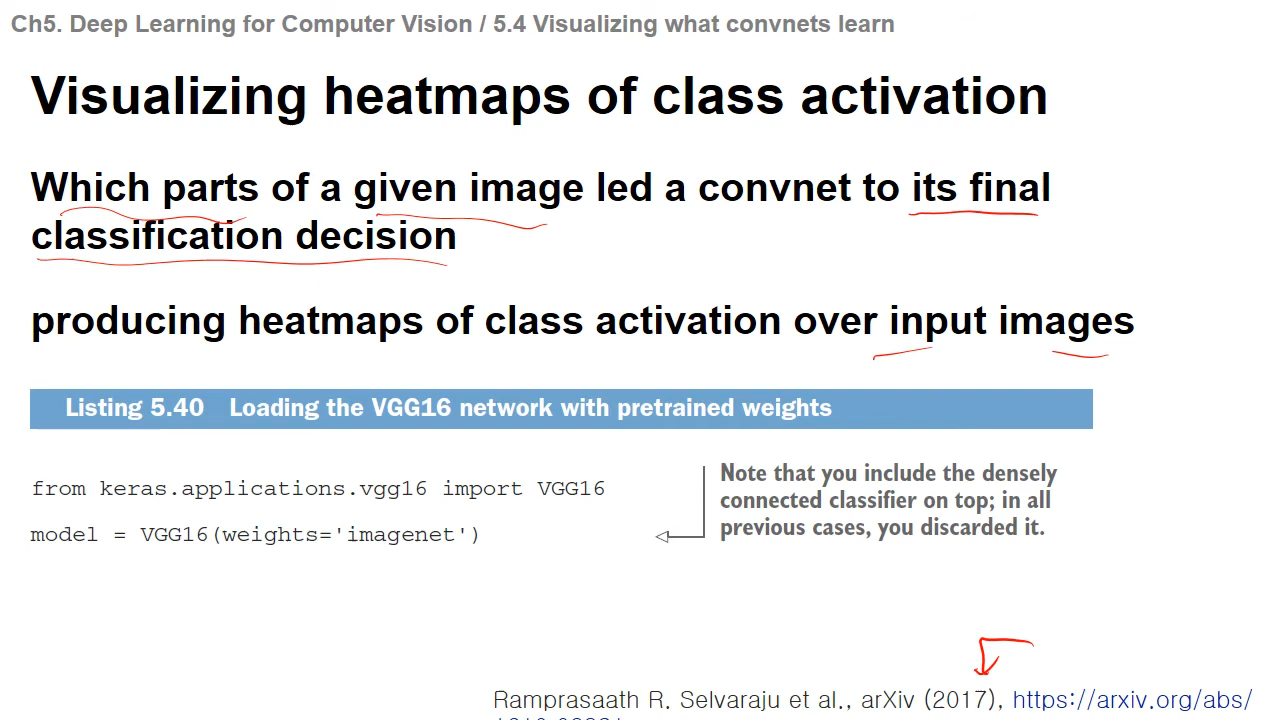 Ch5. Deep Learning for Computer Vision / 5.4 Visualizing what convnets learn
Visualizing heatmaps of class activation
Which parts of a given image led a convnet to its final
classification decision
producing heatmaps of class activation over input images
Listing 5.40 Loading the VGG16 network with pretrained weights
from keras.applications.vgg16 import VGG16
model = VGG16(weights='imagenet')
Note that you include the densely
connected classifier on top; in all
previous cases, you discarded it.
Ramprasaath R. Selvaraju et al., arXiv (2017), https://arxiv.org/abs/